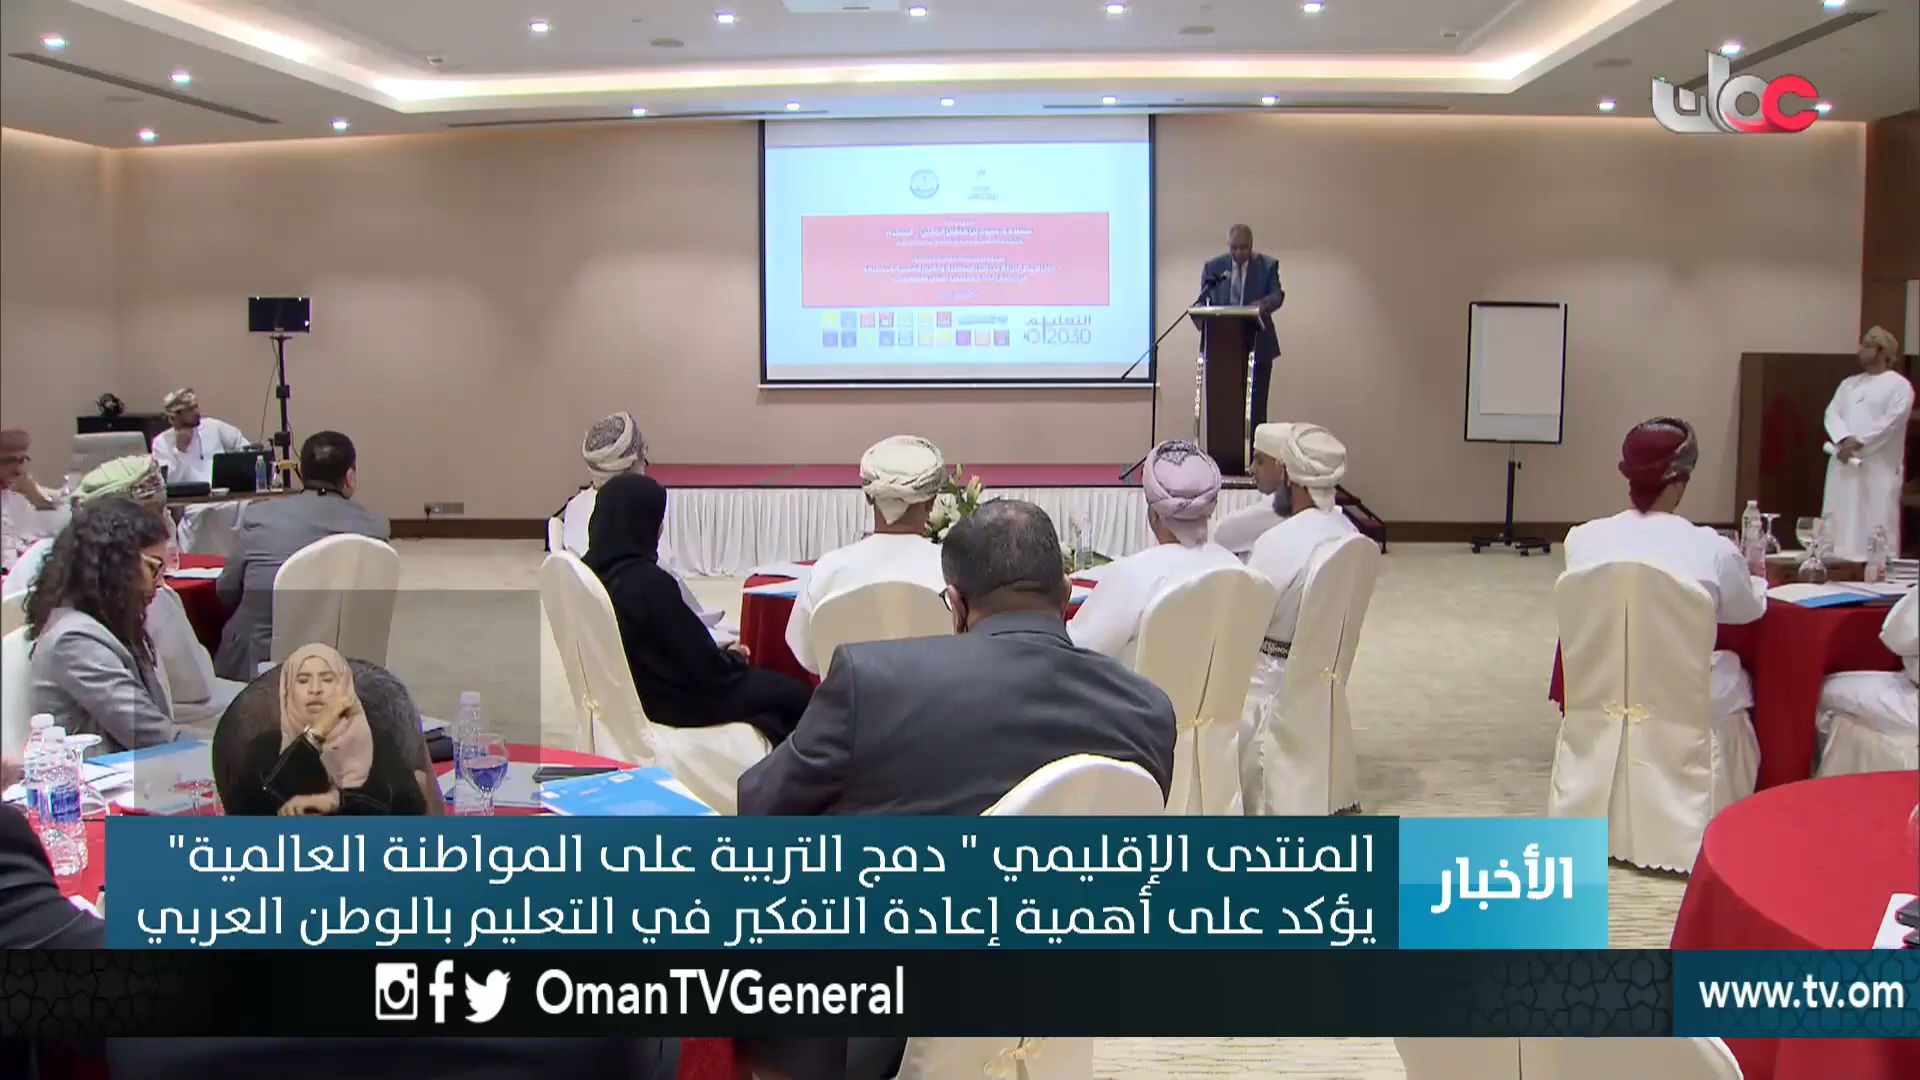 عمان
التعليم
2030
الأخبار
المنتدى الإقليمي " دمج التربية على المواطنة العالمية"
يؤكد على أهمية إعادة التفكير في التعليم بالوطن العربي
OmanTVGeneral
www.tv.om